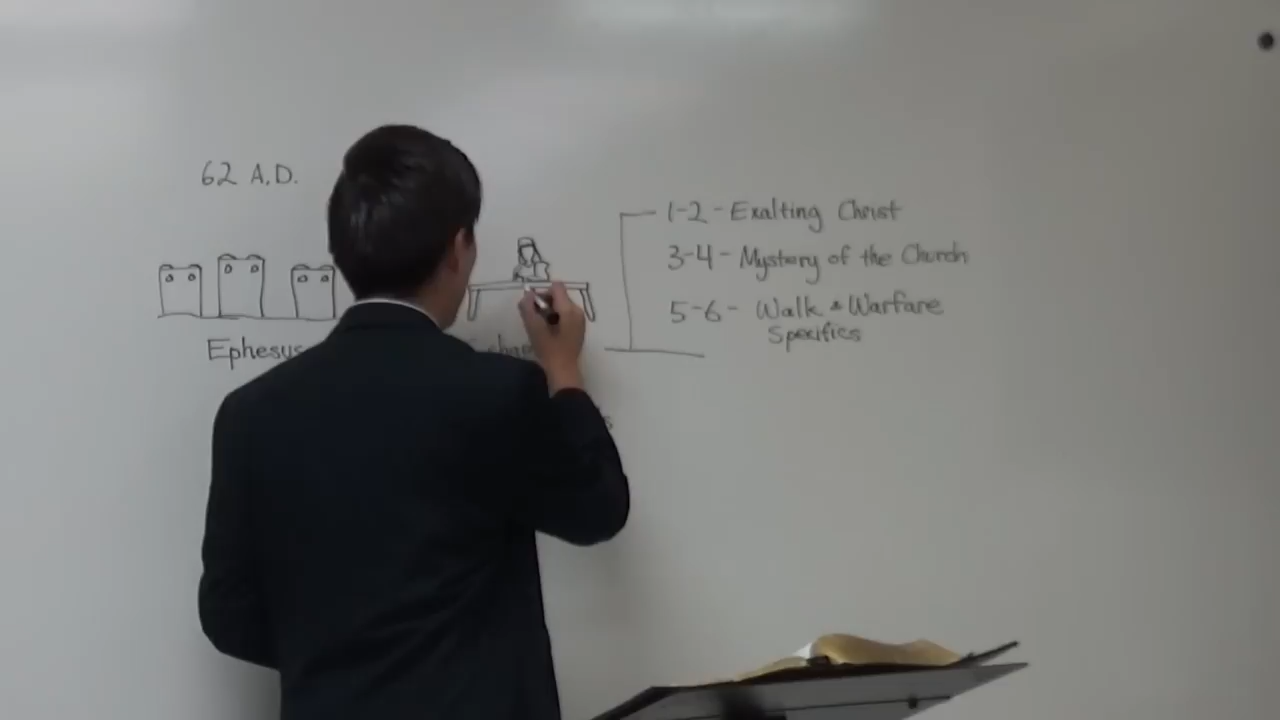 62 A.D.
1-2 - Exalting Christ
3-4 - Mystery of the Church
5-6 - Walk & Warfare
Specifics
Ephesus